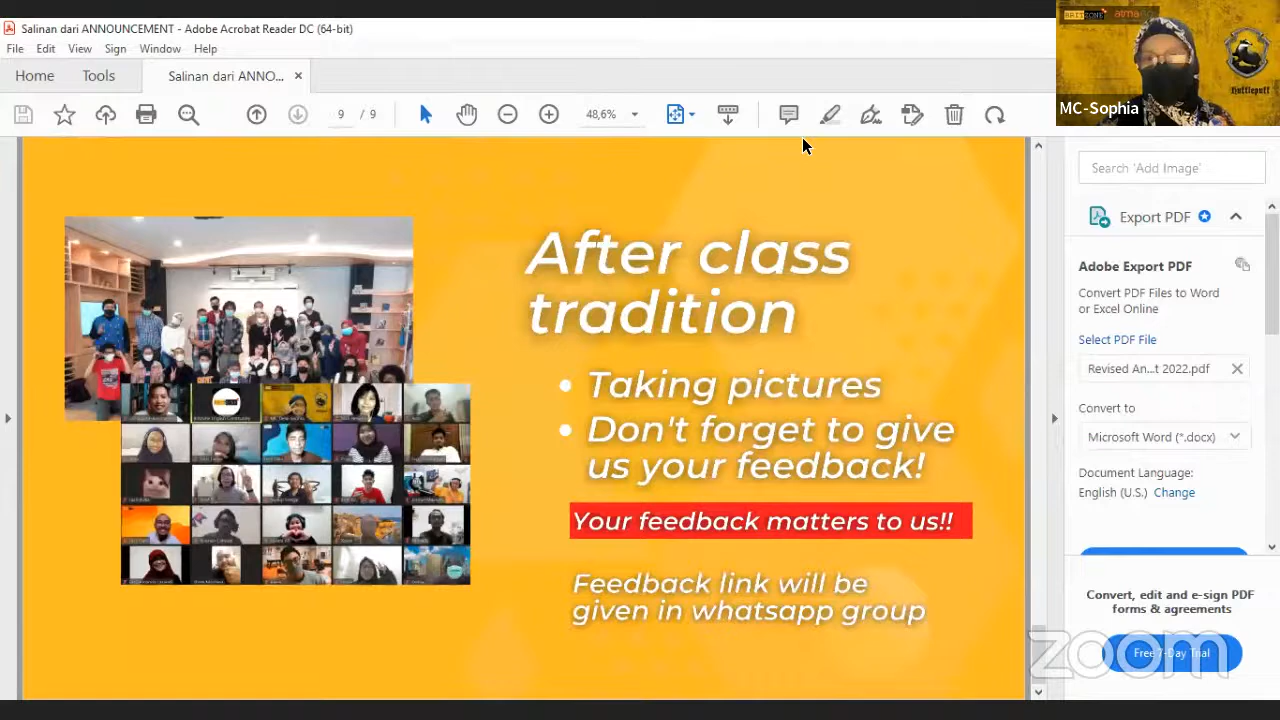 Salinan dari ANNOUNCEMENT - Adobe Acrobat Reader DC (64-bit)
File Edit View Sign Window Help
Home Tools Salinan dari ANNO... ×
9 / 9 48,6%
MC-Sophia
BRITZONE atma
Hufflepuff
After class
tradition
• Taking pictures
• Don't forget to give
us your feedback!
Your feedback matters to us!!
Feedback link will be
given in whatsapp group
Search 'Add Image'
Export PDF
Adobe Export PDF
Convert PDF Files to Word
or Excel Online
Select PDF File
Revised An...t 2022.pdf
Convert to
Microsoft Word (*.docx)
Document Language:
English (U.S.) Change
Convert, edit and e-sign PDF
forms & agreements
Free 7-Day Trial
zoom